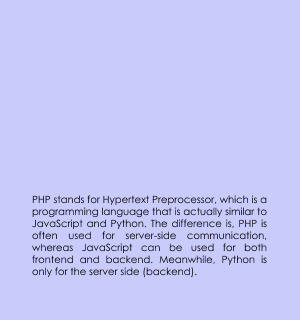 PHP stands for Hypertext Preprocessor, which is a
programming language that is actually similar to
JavaScript and Python. The difference is, PHP is
often used for server-side communication,
whereas JavaScript can be used for both
frontend and backend. Meanwhile, Python is
only for the server side (backend).